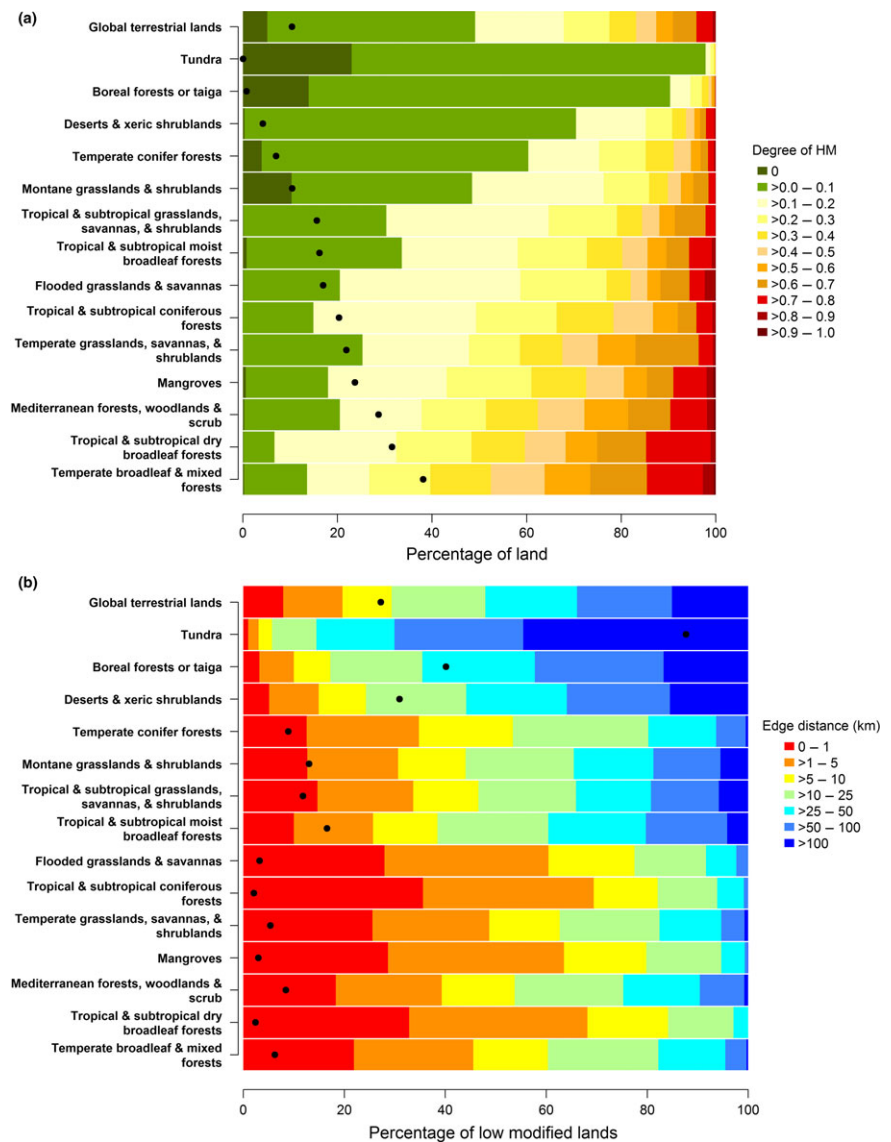 (a)
Global terrestrial lands
Tundra
Boreal forests or taiga
Deserts & xeric shrublands
Temperate conifer forests
Montane grasslands & shrublands
Tropical & subtropical grasslands,
savannas, & shrublands
Tropical & subtropical moist
broadleaf forests
Flooded grasslands & savannas
Tropical & subtropical coniferous
forests
Temperate grasslands, savannas, &
shrublands
Mangroves
Mediterranean forests, woodlands &
scrub
Tropical & subtropical dry
broadleaf forests
Temperate broadleaf & mixed
forests
0 20 40 60 80 100
Percentage of land
Degree of HM
0
>0.0 – 0.1
>0.1 – 0.2
>0.2 – 0.3
>0.3 – 0.4
>0.4 – 0.5
>0.5 – 0.6
>0.6 – 0.7
>0.7 – 0.8
>0.8 – 0.9
>0.9 – 1.0
(b)
Global terrestrial lands
Tundra
Boreal forests or taiga
Deserts & xeric shrublands
Temperate conifer forests
Montane grasslands & shrublands
Tropical & subtropical grasslands,
savannas, & shrublands
Tropical & subtropical moist
broadleaf forests
Flooded grasslands & savannas
Tropical & subtropical coniferous
forests
Temperate grasslands, savannas, &
shrublands
Mangroves
Mediterranean forests, woodlands &
scrub
Tropical & subtropical dry
broadleaf forests
Temperate broadleaf & mixed
forests
0 20 40 60 80 100
Percentage of low modified lands
Edge distance (km)
0 – 1
>1 – 5
>5 – 10
>10 – 25
>25 – 50
>50 – 100
>100